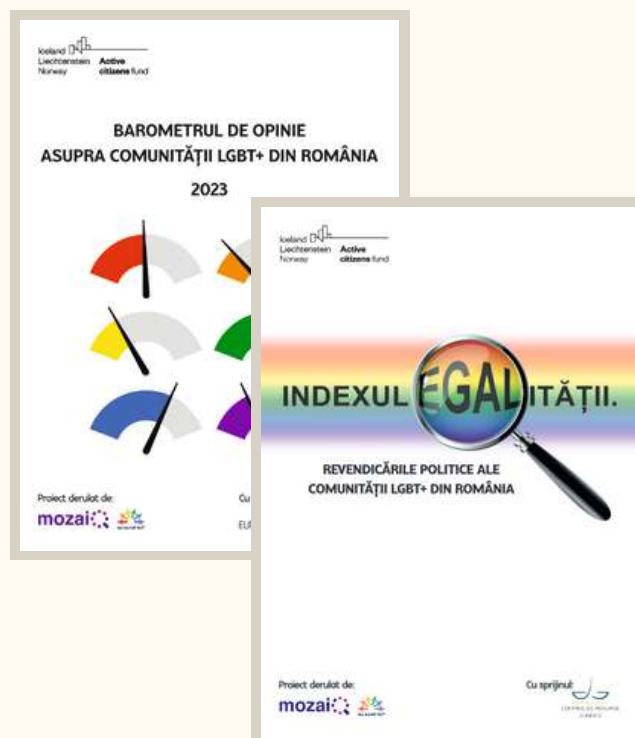 Iceland
Liechtenstein Active
Norway citizens fund
BAROMETRUL DE OPINIE
ASUPRA COMUNITĂȚII LGBT+ DIN ROMÂNIA
2023
Proiect derulat de:
mozaiQ
Cu
Iceland
Liechtenstein Active
Norway citizens fund
INDEXUL EGALITĂȚII.
REVENDICĂRILE POLITICE ALE
COMUNITĂȚII LGBT+ DIN ROMÂNIA
Proiect derulat de:
mozaiQ
Cu sprijinul: